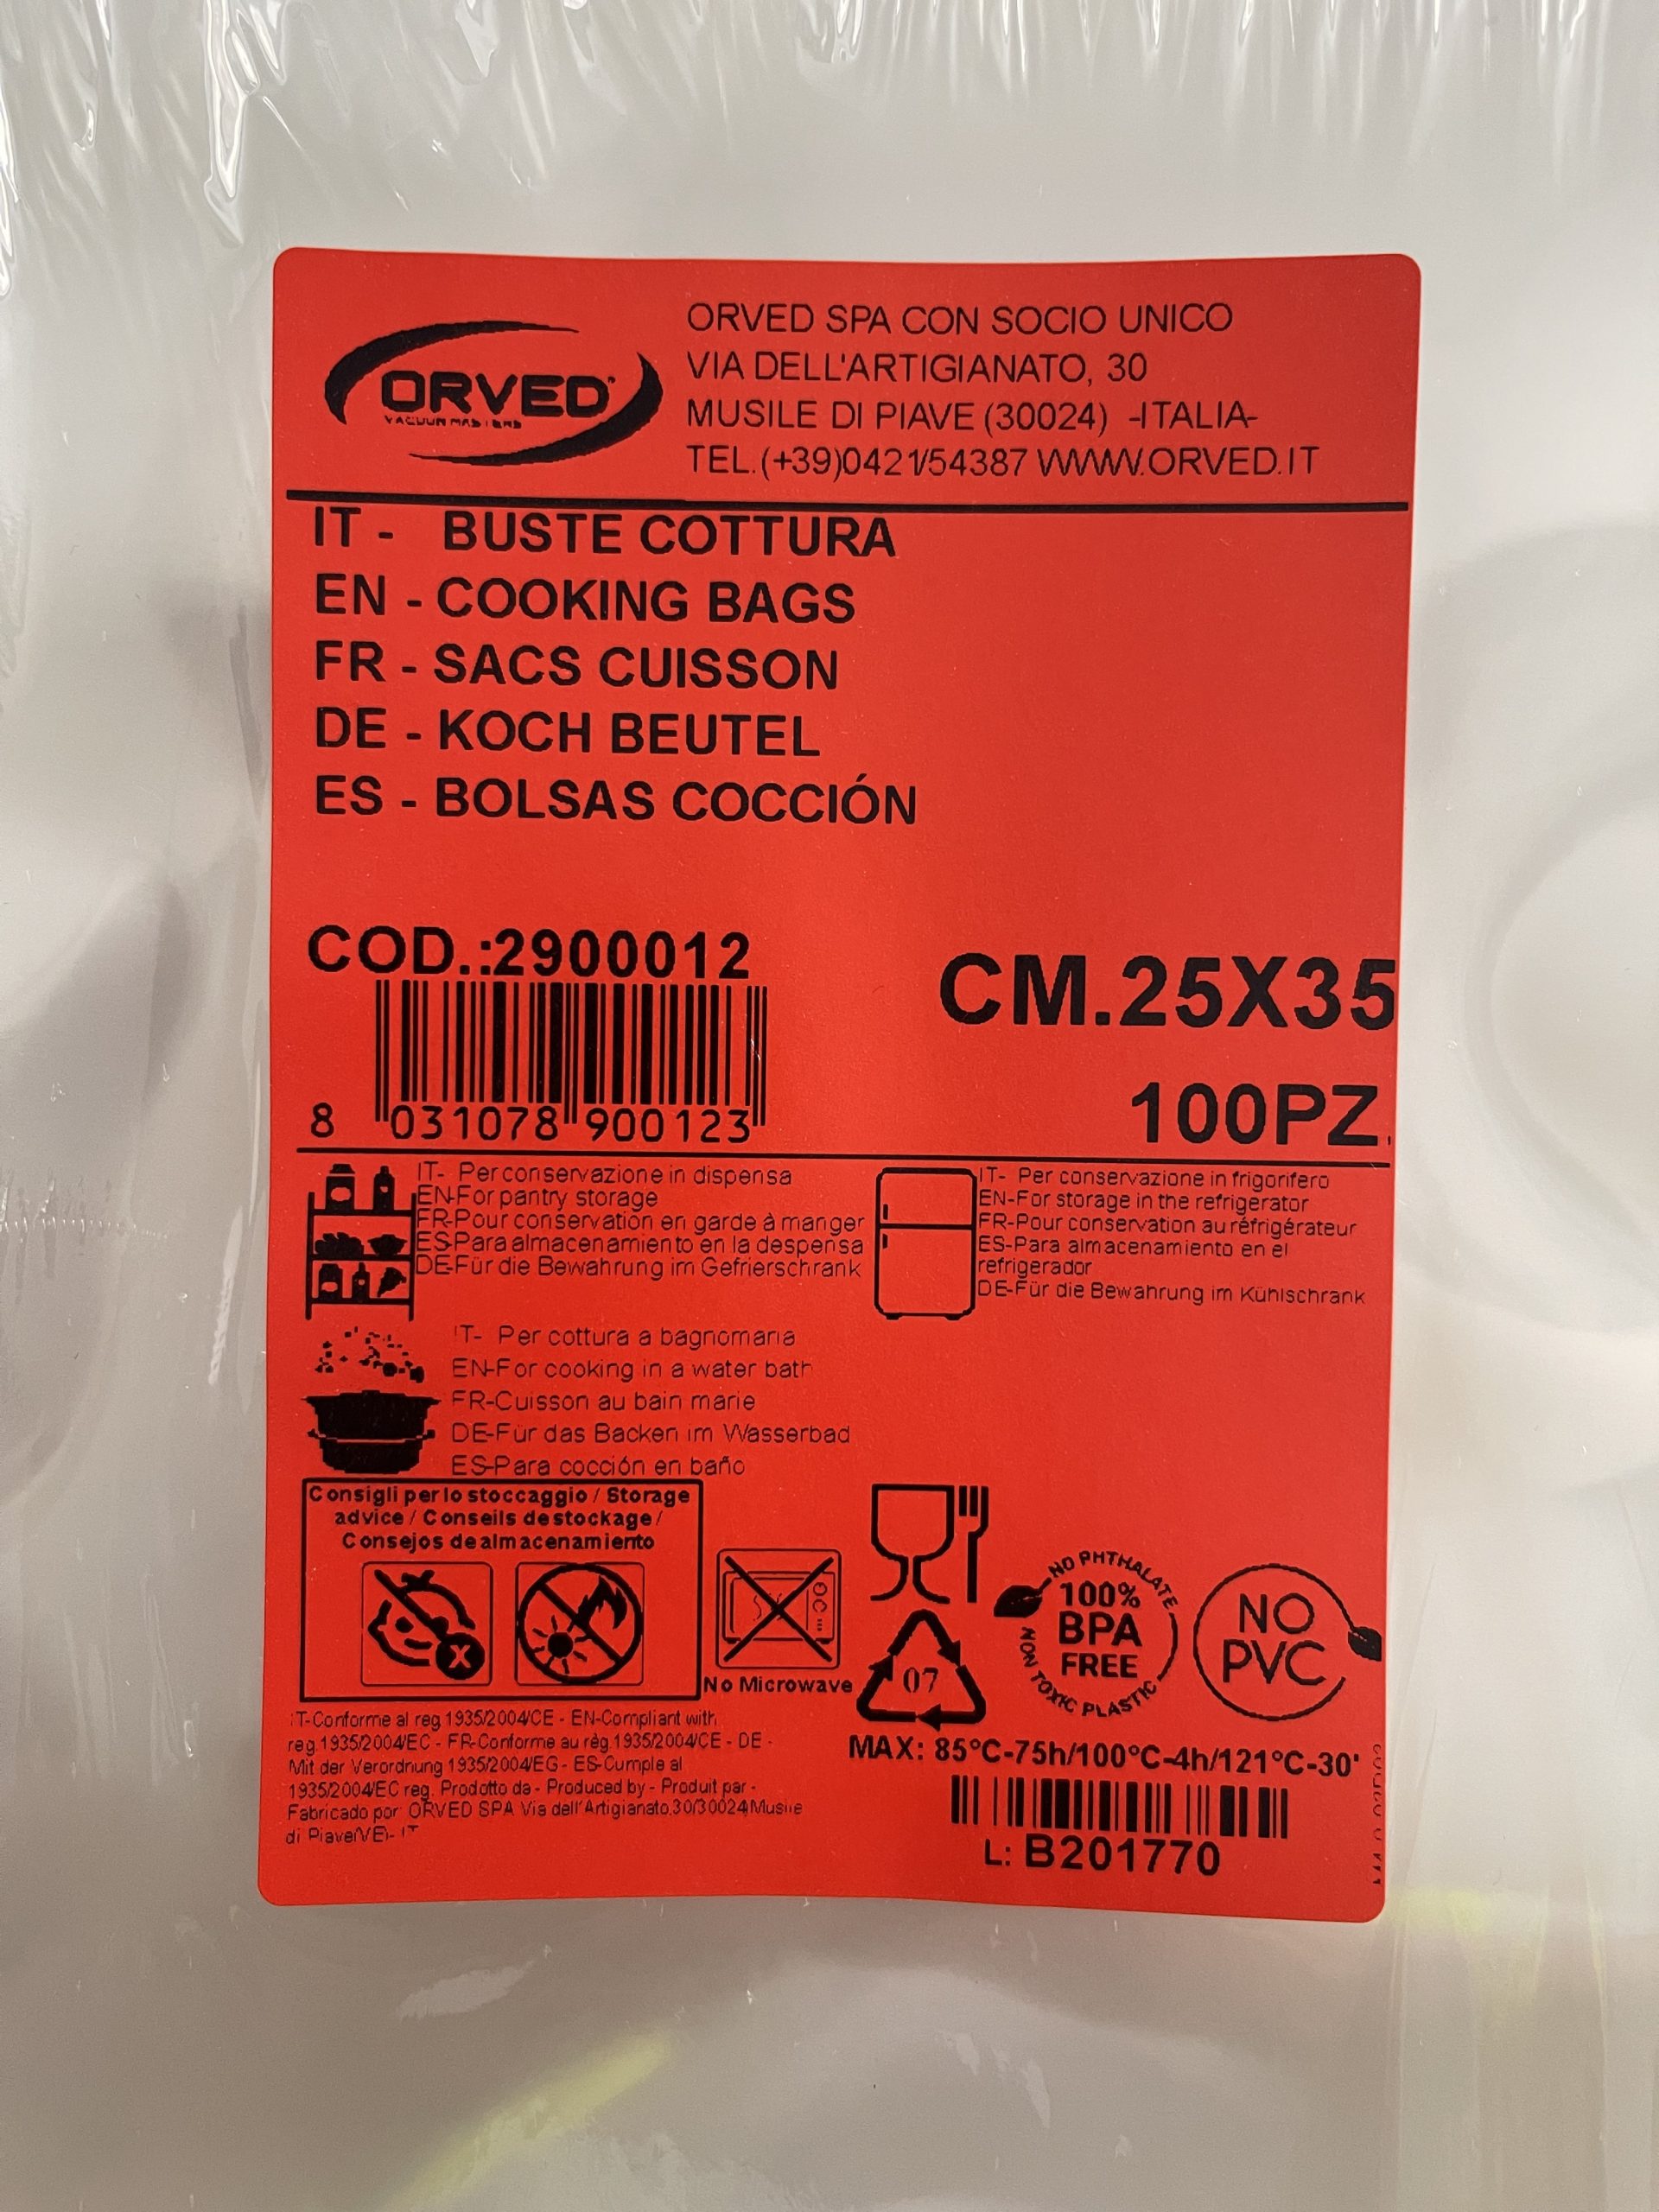 ORVED
VACUUM MASTERS
ORVED SPA CON SOCIO UNICO
VIA DELL'ARTIGIANATO, 30
MUSILE DI PIAVE (30024) -ITALIA-
TEL.(+39)0421/54387 WWW.ORVED.IT
IT - BUSTE COTTURA
EN - COOKING BAGS
FR - SACS CUISSON
DE - KOCH BEUTEL
ES - BOLSAS COCCIÓN
COD.:2900012
8 031078 900123
CM.25X35
100PZ.
IT- Per conservazione in dispensa
EN-For pantry storage
FR-Pour conservation en garde à manger
ES-Para almacenamiento en la despensa
DE-Für die Bewahrung im Gefrierschrank
IT- Per conservazione in frigorifero
EN-For storage in the refrigerator
FR-Pour conservation au réfrigérateur
ES-Para almacenamiento en el
refrigerador
DE-Für die Bewahrung im Kühlschrank
IT- Per cottura a bagnomaria
EN-For cooking in a water bath
FR-Cuisson au bain marie
DE-Für das Backen im Wasserbad
ES-Para cocción en baño
Consigli per lo stoccaggio / Storage
advice / Conseils de stockage /
Consejos de almacenamiento
No Microwave
07
NO PHTHALATE
100%
BPA
FREE
NON TOXIC PLASTIC
NO
PVC
IT-Conforme al reg.1935/2004/CE - EN-Compliant with
reg.1935/2004/EC - FR-Conforme au règ.1935/2004/CE - DE -
Mit der Verordnung 1935/2004/EG - ES-Cumple al
1935/2004/EC reg. Prodotto da - Produced by - Produit par -
Fabricado por: ORVED SPA Via dell'Artigianato,30/30024/Musile
di Piave(VE)- IT
MAX: 85°C-75h/100°C-4h/121°C-30'
L: B201770